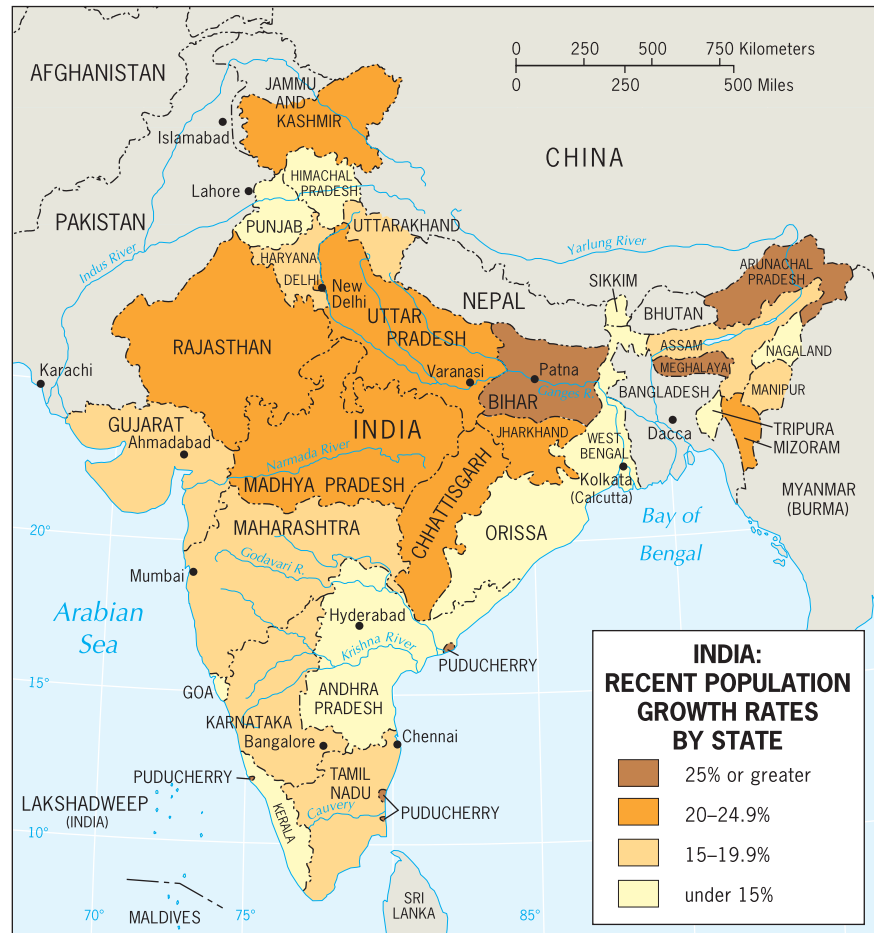 0 250 500 750 Kilometers
0 250 500 Miles
AFGHANISTAN
JAMMU
AND
KASHMIR
Islamabad
CHINA
HIMACHAL
PRADESH
Lahore
PAKISTAN
PUNJAB
UTTARAKHAND
Indus River
HARYANA
Yarlung River
ARUNACHAL
PRADESH
DELHI
New
Delhi
SIKKIM
NEPAL
BHUTAN
UTTAR
PRADESH
RAJASTHAN
ASSAM
NAGALAND
MEGHALAYA
Karachi
Varanasi
Patna
Ganges R.
BANGLADESH
MANIPUR
BIHAR
GUJARAT
Ahmadabad
INDIA
JHARKHAND
Dacca
TRIPURA
MIZORAM
WEST
BENGAL
Narmada River
MADHYA PRADESH
Kolkata
(Calcutta)
MYANMAR
(BURMA)
CHHATTISGARH
MAHARASHTRA
ORISSA
20°
Bay of
Bengal
Godavari R.
Mumbai
Arabian
Sea
Hyderabad
Krishna River
PUDUCHERRY
15°
GOA
ANDHRA
PRADESH
KARNATAKA
Bangalore
Chennai
PUDUCHERRY
TAMIL
NADU
LAKSHADWEEP
(INDIA)
PUDUCHERRY
Cauvery
KERALA
10°
SRI
LANKA
MALDIVES
70°
75°
85°
INDIA:
RECENT POPULATION
GROWTH RATES
BY STATE
25% or greater
20–24.9%
15–19.9%
under 15%